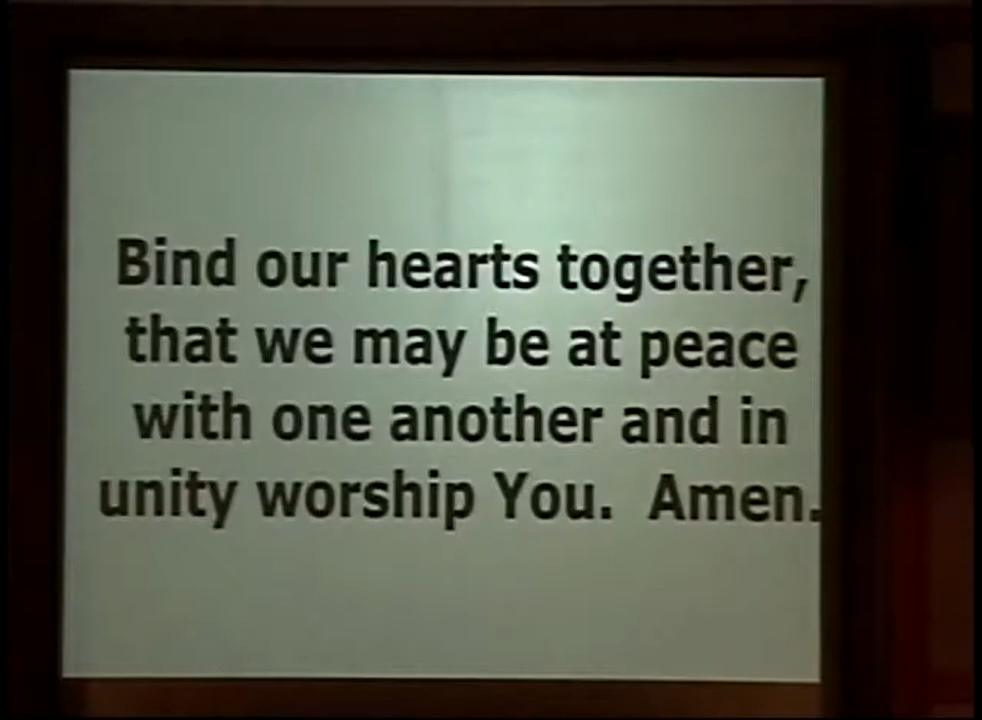 Bind our hearts together,
that we may be at peace
with one another and in
unity worship You.  Amen.